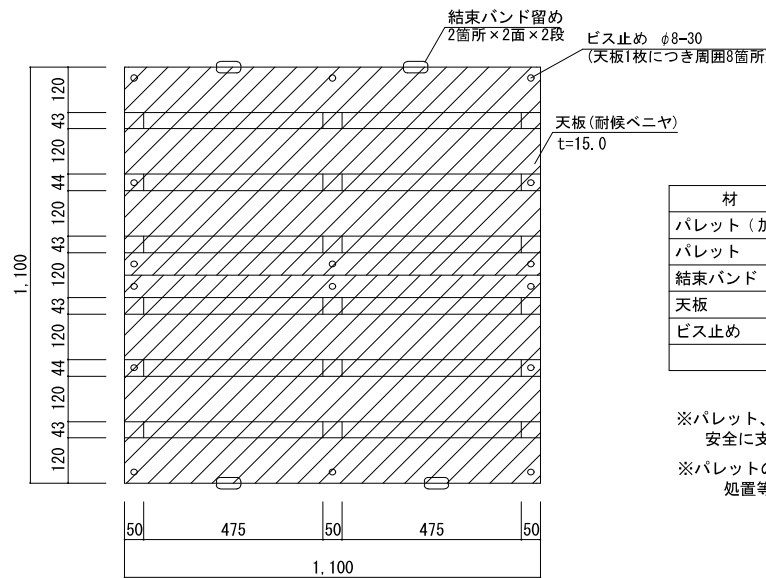 結束バンド留め
2箇所×2面×2段
ビス止め φ8-30
(天板1枚につき周囲8箇所
天板(耐候ベニヤ)
t=15.0
120
43
120
44
120
43
120
43
120
44
120
43
120
1,100
50
475
50
475
50
1,100
材
パレット（加
パレット
結束バンド
天板
ビス止め
※パレット、
安全に支
※パレットの
処置等